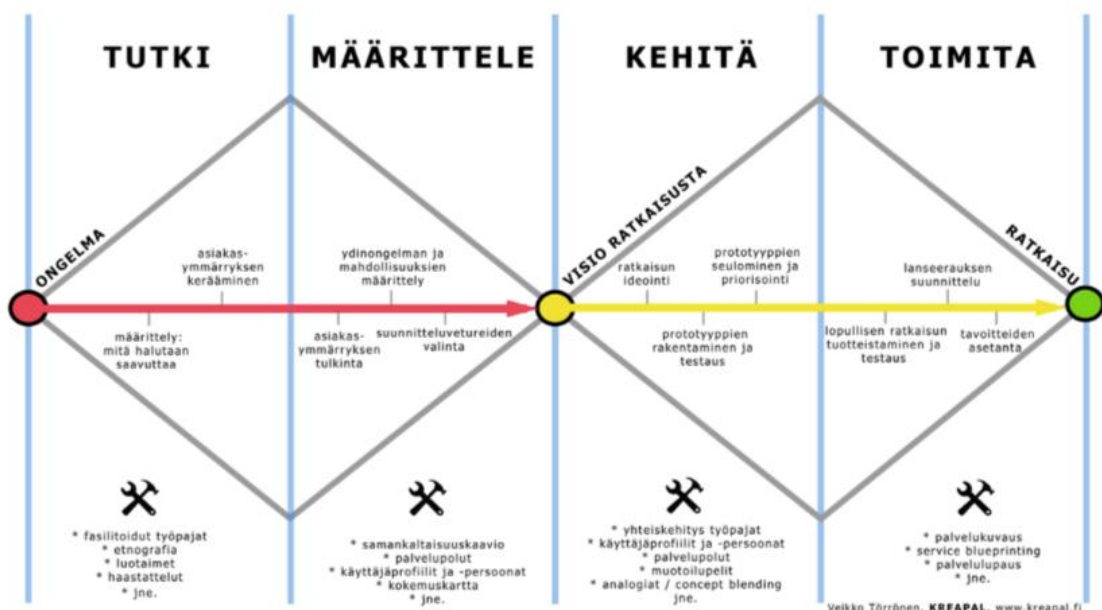 TUTKI
MÄÄRITTELE
KEHITÄ
TOIMITA
ONGELMA
asiakas-
ymmärryksen
kerääminen
määrittely:
mitä halutaan
saavuttaa
ydinongelman ja
mahdollisuuksien
määrittely
asiakas-
ymmärryksen
tulkinta
suunnitteluvetureiden
valinta
VISIO RATKAISUSTA
ratkaisun
ideointi
prototyyppien
seulominen ja
priorisointi
prototyyppien
rakentaminen ja
testaus
lanseerauksen
suunnittelu
lopullisen ratkaisun
tuotteistaminen ja
testaus
tavoitteiden
asetanta
RATKAISU
* fasilitoidut työpajat
* etnografia
* luotaimet
* haastattelut
* jne.
* samankaltaisuuskaavio
* palvelupolut
* käyttäjäprofiilit ja -persoonat
* kokemuskartta
* jne.
* yhteiskehitys työpajat
* käyttäjäprofiilit ja -persoonat
* palvelupolut
* muotoilupelit
* analogiat / concept blending
jne.
* palvelukuvaus
* service blueprinting
* palvelulupaus
* jne.
Veikko Törrönen, KREAPAL, www.kreapal.fi